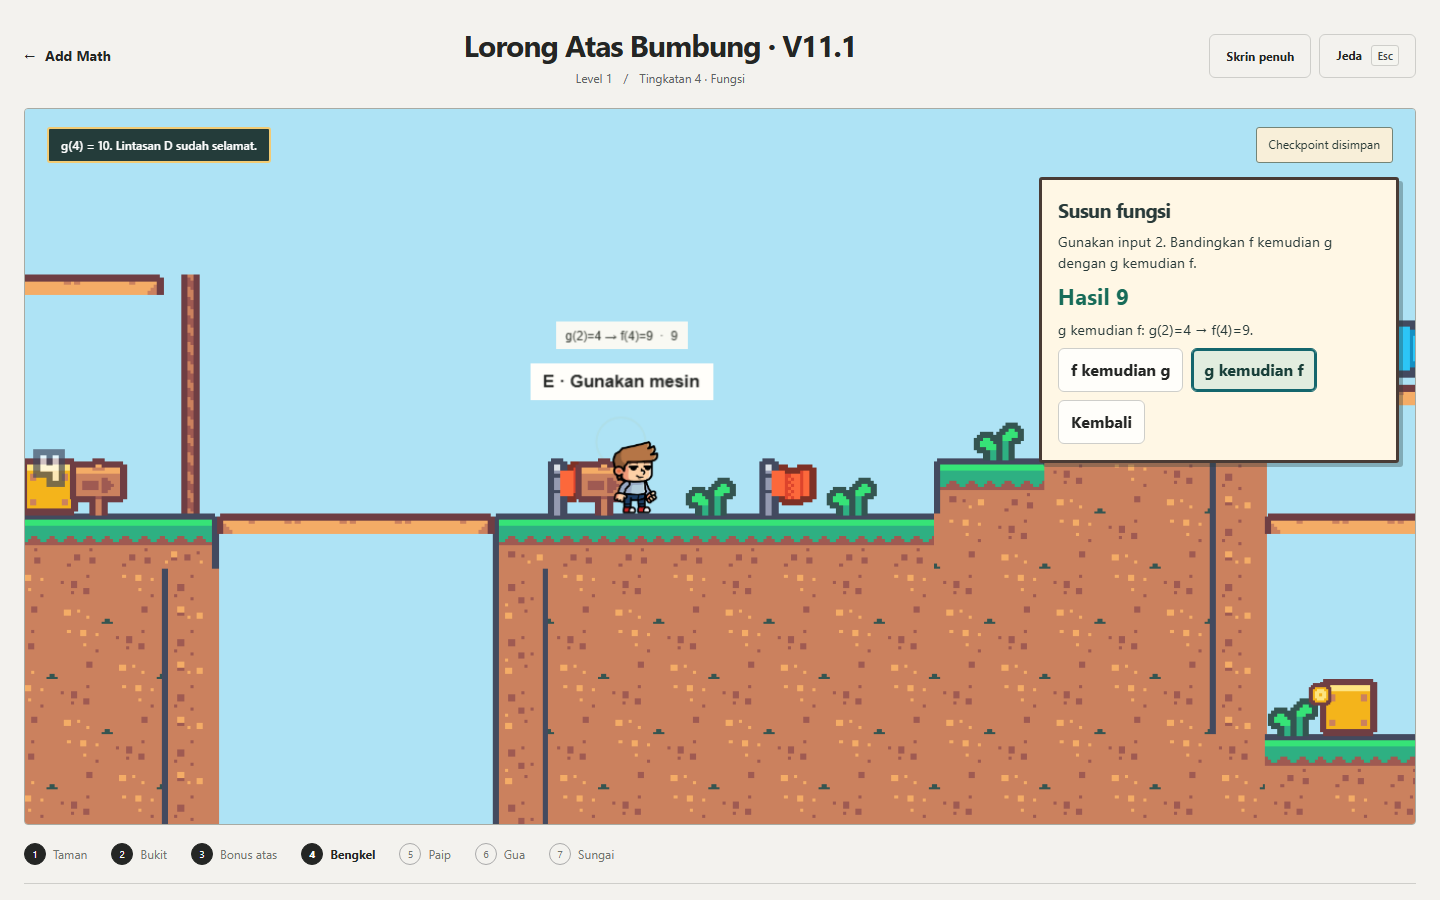 ← Add Math
Lorong Atas Bumbung · V11.1
Level 1 / Tingkatan 4 · Fungsi
Skrin penuh
Jeda Esc
g(4) = 10. Lintasan D sudah selamat.
Checkpoint disimpan
Susun fungsi
Gunakan input 2. Bandingkan f kemudian g
dengan g kemudian f.
Hasil 9
g kemudian f: g(2)=4 → f(4)=9.
f kemudian g
g kemudian f
Kembali
g(2)=4 → f(4)=9 · 9
E · Gunakan mesin
4
1 Taman
2 Bukit
3 Bonus atas
4 Bengkel
5 Paip
6 Gua
7 Sungai